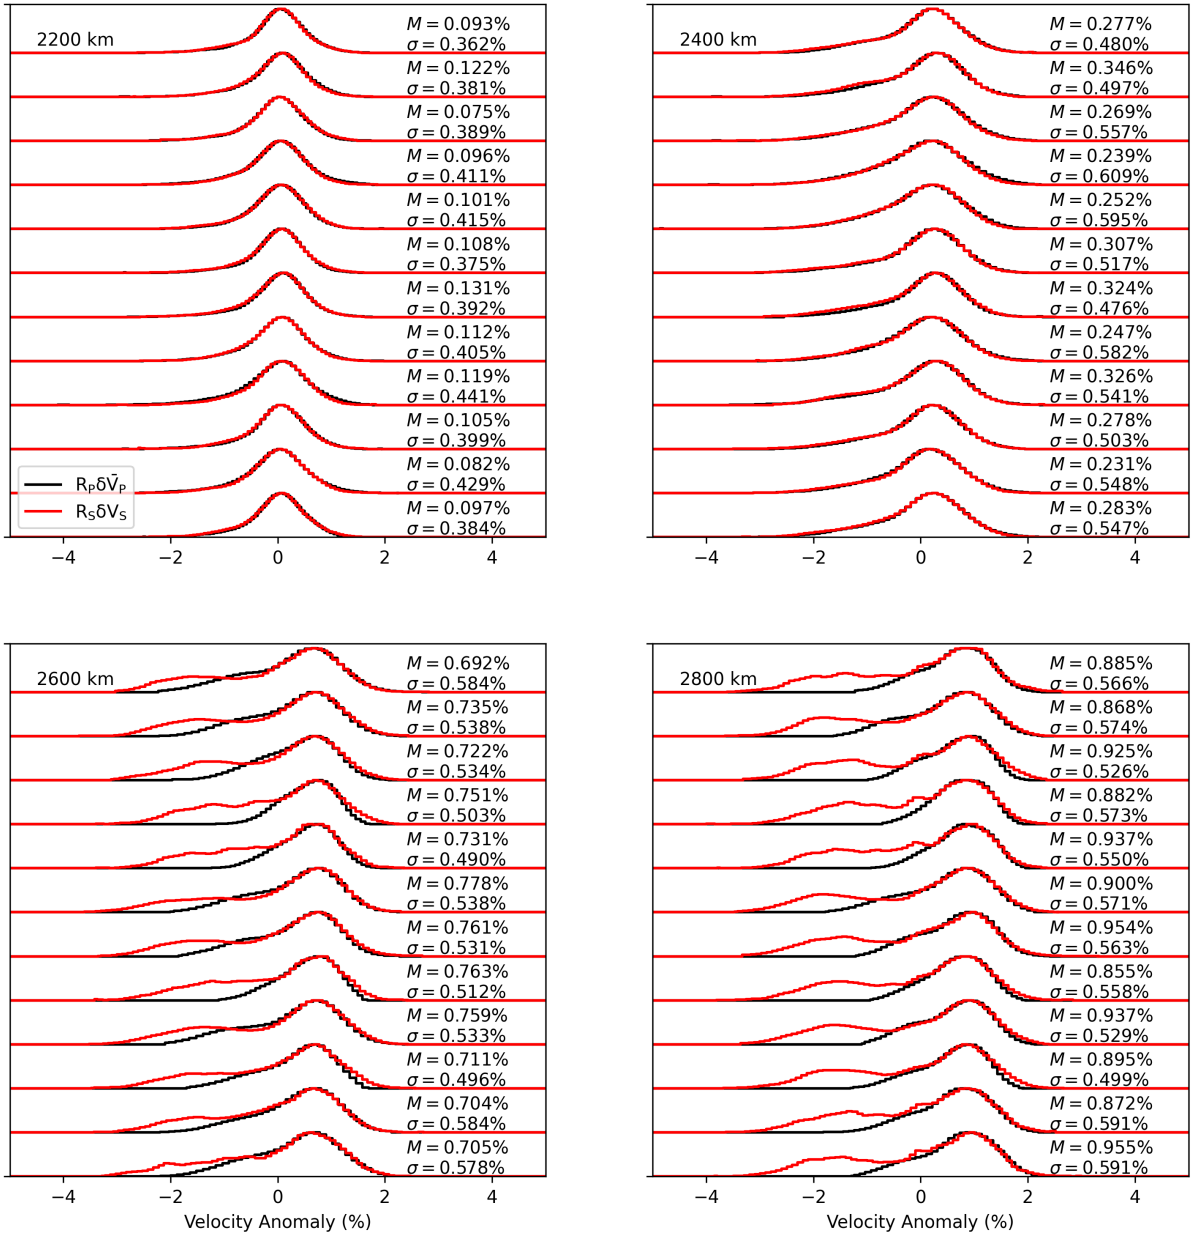 2200 km
M = 0.093%
σ = 0.362%
M = 0.122%
σ = 0.381%
M = 0.075%
σ = 0.389%
M = 0.096%
σ = 0.411%
M = 0.101%
σ = 0.415%
M = 0.108%
σ = 0.375%
M = 0.131%
σ = 0.392%
M = 0.112%
σ = 0.405%
M = 0.119%
σ = 0.441%
M = 0.105%
σ = 0.399%
M = 0.082%
σ = 0.429%
M = 0.097%
σ = 0.384%
R_PδV̄_P
R_SδV_S
−4 −2 0 2 4
2400 km
M = 0.277%
σ = 0.480%
M = 0.346%
σ = 0.497%
M = 0.269%
σ = 0.557%
M = 0.239%
σ = 0.609%
M = 0.252%
σ = 0.595%
M = 0.307%
σ = 0.517%
M = 0.324%
σ = 0.476%
M = 0.247%
σ = 0.582%
M = 0.326%
σ = 0.541%
M = 0.278%
σ = 0.503%
M = 0.231%
σ = 0.548%
M = 0.283%
σ = 0.547%
−4 −2 0 2 4
2600 km
M = 0.692%
σ = 0.584%
M = 0.735%
σ = 0.538%
M = 0.722%
σ = 0.534%
M = 0.751%
σ = 0.503%
M = 0.731%
σ = 0.490%
M = 0.778%
σ = 0.538%
M = 0.761%
σ = 0.531%
M = 0.763%
σ = 0.512%
M = 0.759%
σ = 0.533%
M = 0.711%
σ = 0.496%
M = 0.704%
σ = 0.584%
M = 0.705%
σ = 0.578%
−4 −2 0 2 4
Velocity Anomaly (%)
2800 km
M = 0.885%
σ = 0.566%
M = 0.868%
σ = 0.574%
M = 0.925%
σ = 0.526%
M = 0.882%
σ = 0.573%
M = 0.937%
σ = 0.550%
M = 0.900%
σ = 0.571%
M = 0.954%
σ = 0.563%
M = 0.855%
σ = 0.558%
M = 0.937%
σ = 0.529%
M = 0.895%
σ = 0.499%
M = 0.872%
σ = 0.591%
M = 0.955%
σ = 0.591%
−4 −2 0 2 4
Velocity Anomaly (%)